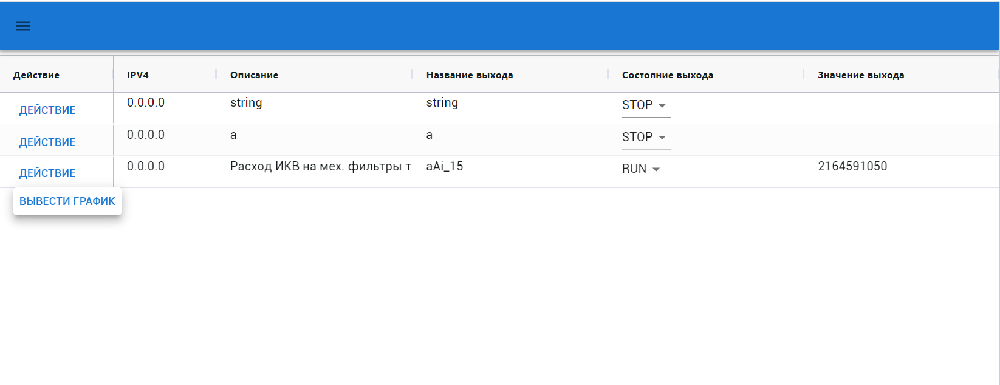 Действие IPV4 Описание Название выхода Состояние выхода Значение выхода
ДЕЙСТВИЕ 0.0.0.0 string string STOP
ДЕЙСТВИЕ 0.0.0.0 a a STOP
ДЕЙСТВИЕ 0.0.0.0 Расход ИКВ на мех. фильтры т aAi_15 RUN 2164591050
ВЫВЕСТИ ГРАФИК